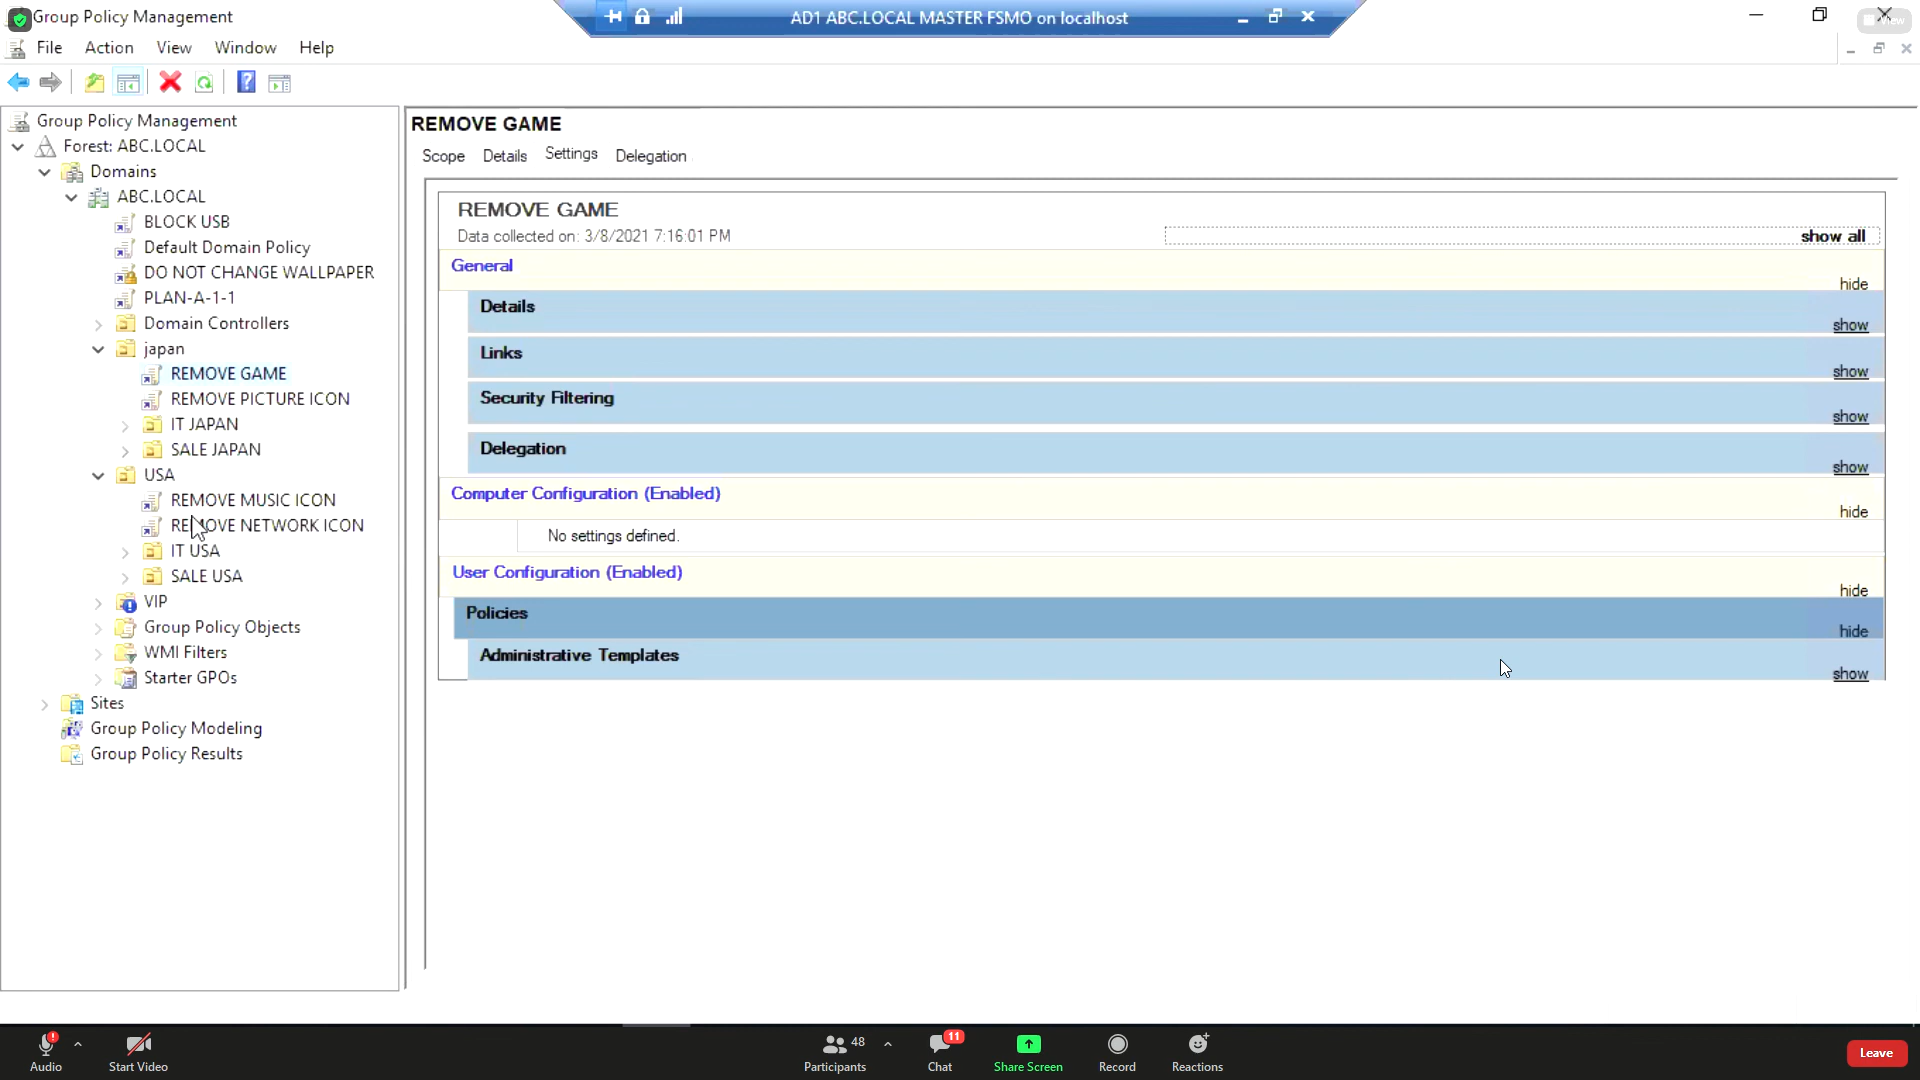 Group Policy Management
AD1 ABC.LOCAL MASTER FSMO on localhost
View
File Action View Window Help
Group Policy Management
Forest: ABC.LOCAL
Domains
ABC.LOCAL
BLOCK USB
Default Domain Policy
DO NOT CHANGE WALLPAPER
PLAN-A-1-1
Domain Controllers
japan
REMOVE GAME
REMOVE PICTURE ICON
IT JAPAN
SALE JAPAN
USA
REMOVE MUSIC ICON
REMOVE NETWORK ICON
IT USA
SALE USA
VIP
Group Policy Objects
WMI Filters
Starter GPOs
Sites
Group Policy Modeling
Group Policy Results
REMOVE GAME
Scope Details Settings Delegation
REMOVE GAME
Data collected on: 3/8/2021 7:16:01 PM
show all
General
hide
Details
show
Links
show
Security Filtering
show
Delegation
show
Computer Configuration (Enabled)
hide
No settings defined.
User Configuration (Enabled)
hide
Policies
hide
Administrative Templates
show
48
11
Audio
Start Video
Participants
Chat
Share Screen
Record
Reactions
Leave